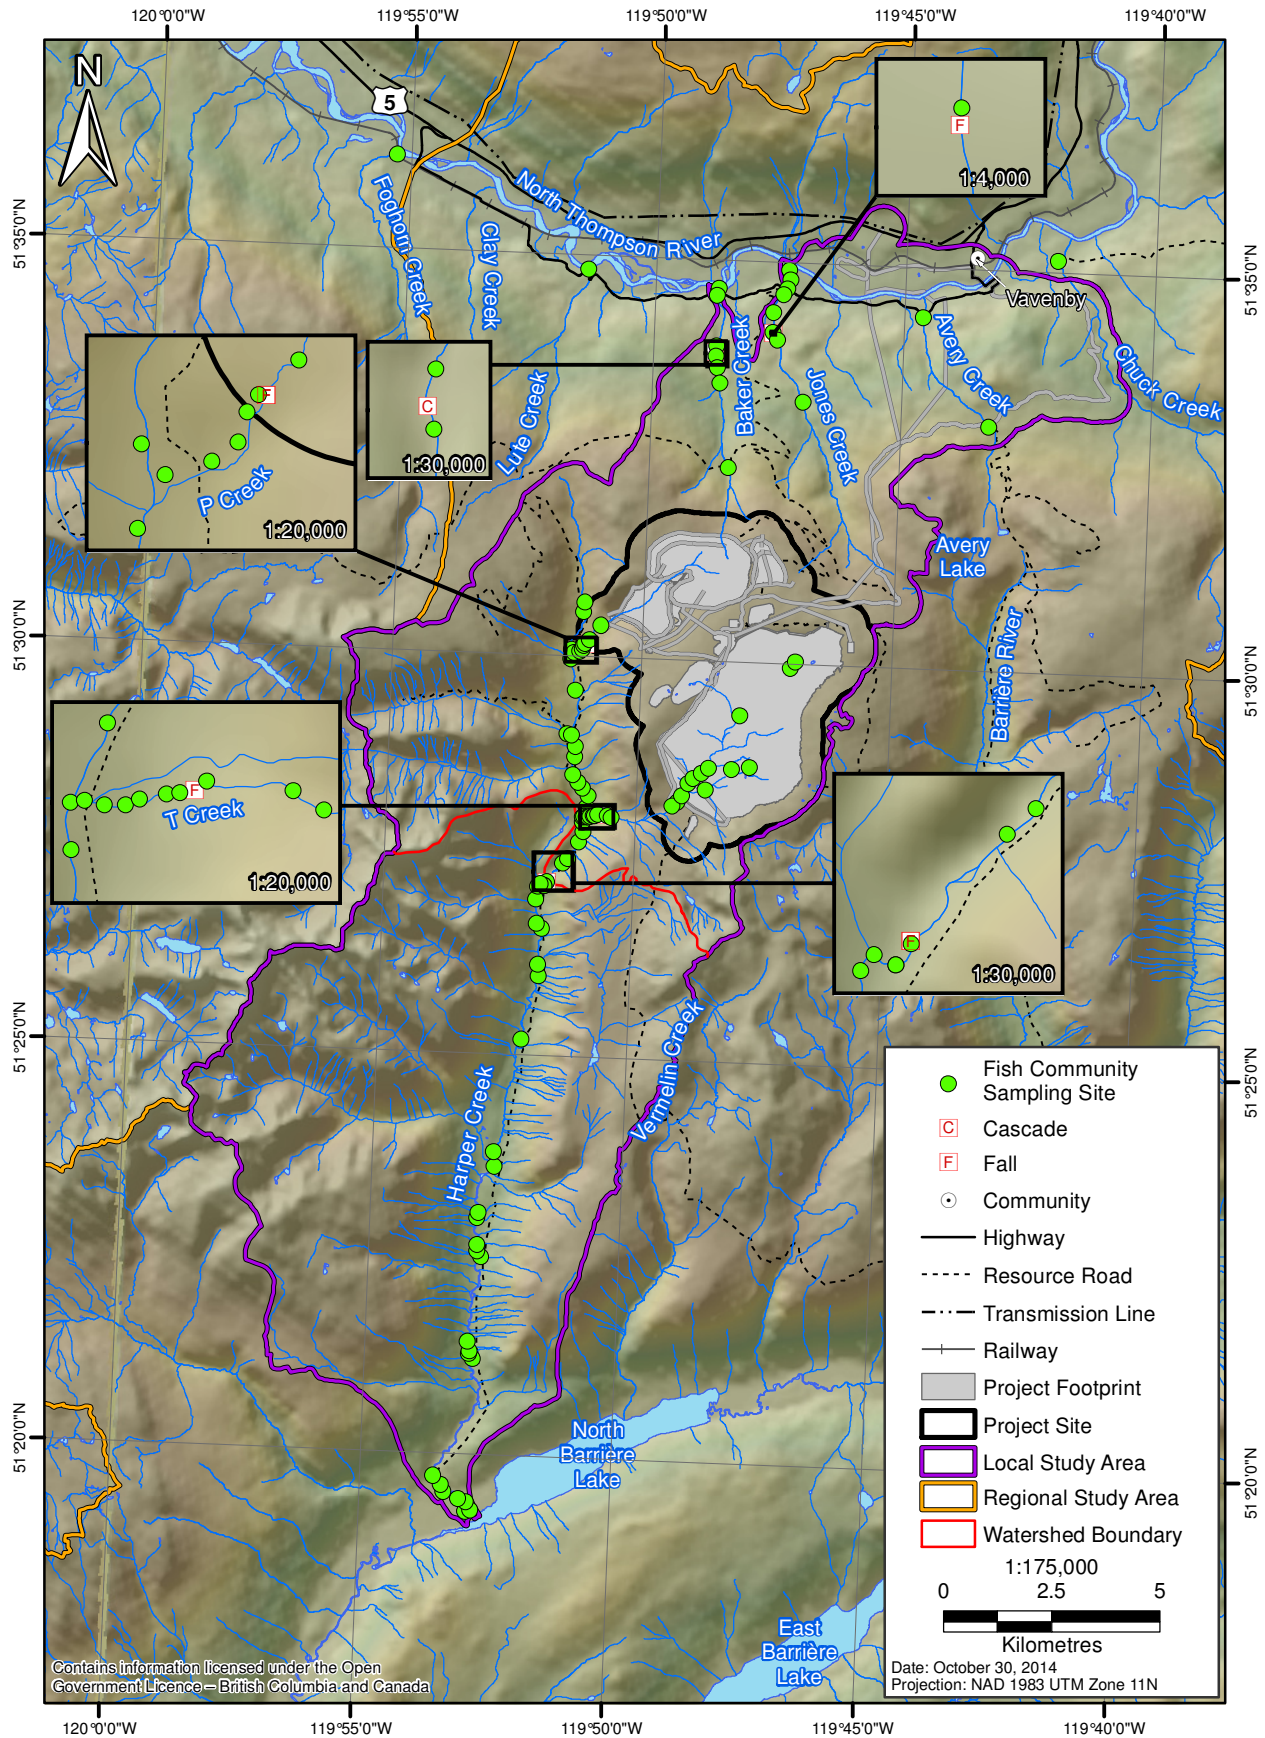 120°0'0"W
119°55'0"W
119°50'0"W
119°45'0"W
119°40'0"W
N
5
F
1:4,000
North Thompson River
Foghorn Creek
Clay Creek
51°35'0"N
51°35'0"N
Vavenby
F
P Creek
1:20,000
C
1:30,000
Lute Creek
Baker Creek
Jones Creek
Avery Creek
Chuck Creek
Avery
Lake
Barrière River
51°30'0"N
51°30'0"N
F
T Creek
1:20,000
F
1:30,000
51°25'0"N
51°25'0"N
Harper Creek
Vermelin Creek
North
Barrière
Lake
51°20'0"N
51°20'0"N
East
Barrière
Lake
Fish Community
Sampling Site
C Cascade
F Fall
Community
Highway
Resource Road
Transmission Line
Railway
Project Footprint
Project Site
Local Study Area
Regional Study Area
Watershed Boundary
1:175,000
0 2.5 5
Kilometres
Date: October 30, 2014
Projection: NAD 1983 UTM Zone 11N
Contains information licensed under the Open
Government Licence – British Columbia and Canada
120°0'0"W
119°55'0"W
119°50'0"W
119°45'0"W
119°40'0"W